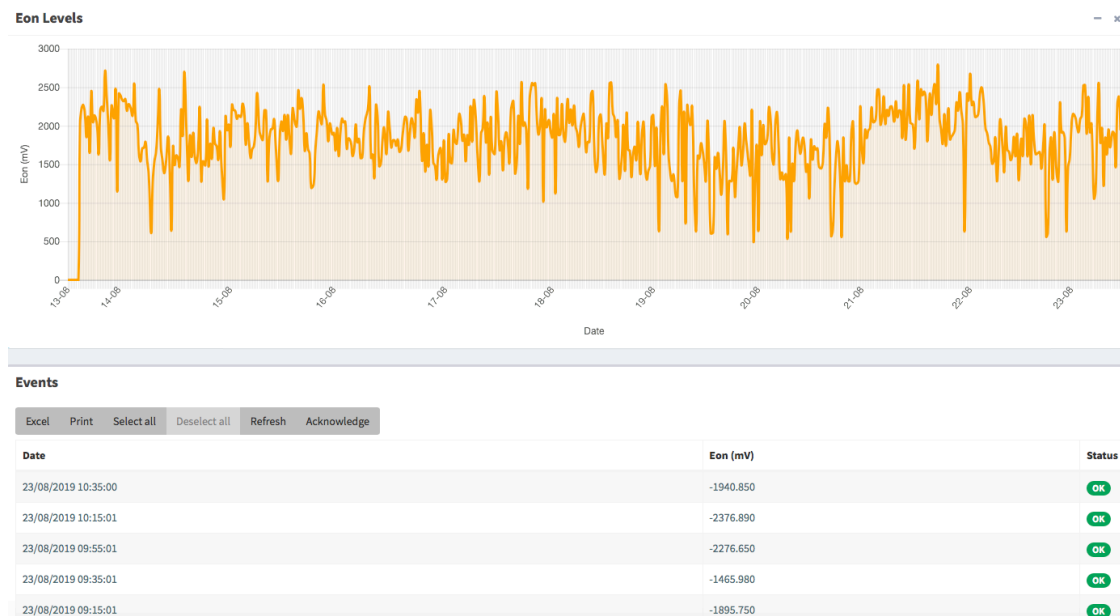 Eon Levels
3000
2500
2000
1500
1000
500
0
Eon (mV)
13-08
14-08
15-08
16-08
17-08
18-08
19-08
20-08
21-08
22-08
23-08
Date
Events
Excel Print Select all Deselect all Refresh Acknowledge
Date Eon (mV) Status
23/08/2019 10:35:00 -1940.850 OK
23/08/2019 10:15:01 -2376.890 OK
23/08/2019 09:55:01 -2276.650 OK
23/08/2019 09:35:01 -1465.980 OK
23/08/2019 09:15:01 -1895.750 OK